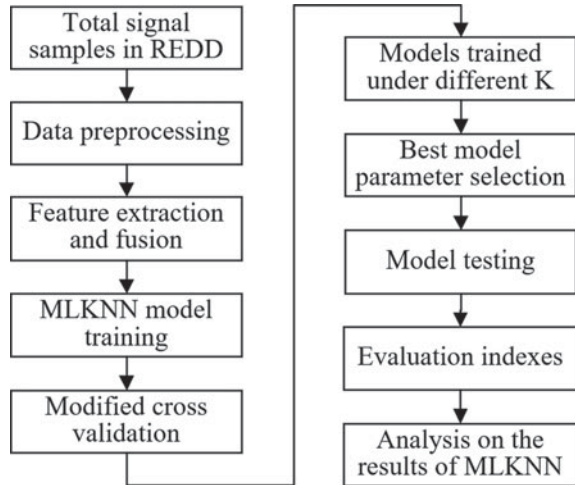 Total signal
samples in REDD
Data preprocessing
Feature extraction
and fusion
MLKNN model
training
Modified cross
validation
Models trained
under different K
Best model
parameter selection
Model testing
Evaluation indexes
Analysis on the
results of MLKNN